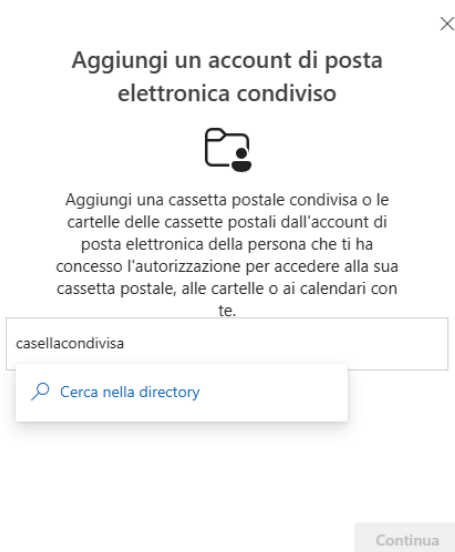 Aggiungi un account di posta
elettronica condiviso
Aggiungi una cassetta postale condivisa o le
cartelle delle cassette postali dall'account di
posta elettronica della persona che ti ha
concesso l'autorizzazione per accedere alla sua
cassetta postale, alle cartelle o ai calendari con
te.
casellacondivisa
Cerca nella directory
Continua